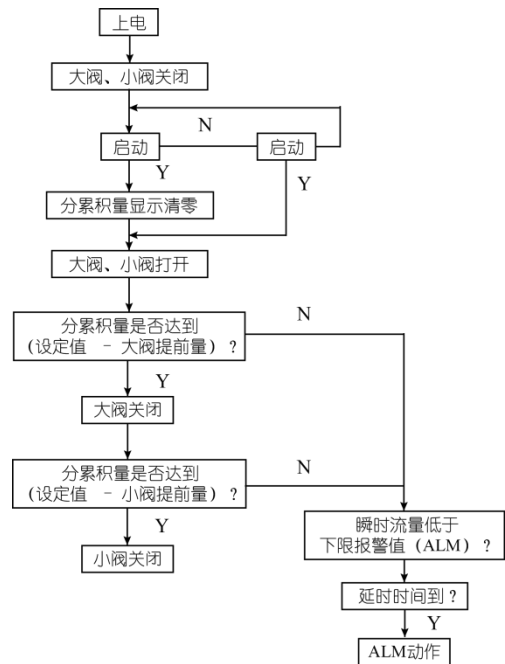 上电
大阀、小阀关闭
N
启动
启动
Y
Y
分累积量显示清零
大阀、小阀打开
分累积量是否达到
(设定值 - 大阀提前量) ?
N
Y
大阀关闭
分累积量是否达到
(设定值 - 小阀提前量) ?
N
Y
小阀关闭
瞬时流量低于
下限报警值 (ALM) ?
延时时间到 ?
Y
ALM动作